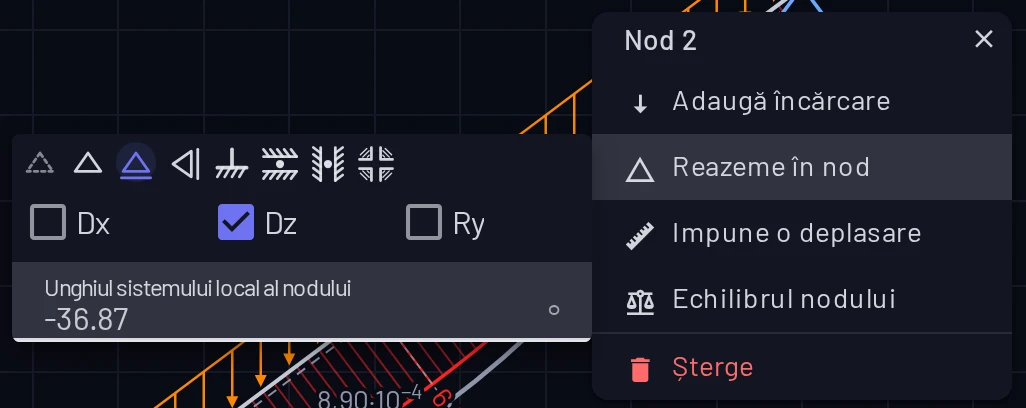 Nod 2
Adaugă încărcare
Reazeme în nod
Impune o deplasare
Echilibrul nodului
Șterge
Dx
Dz
Ry
Unghiul sistemului local al nodului
-36.87
°
8,90:10⁻⁴